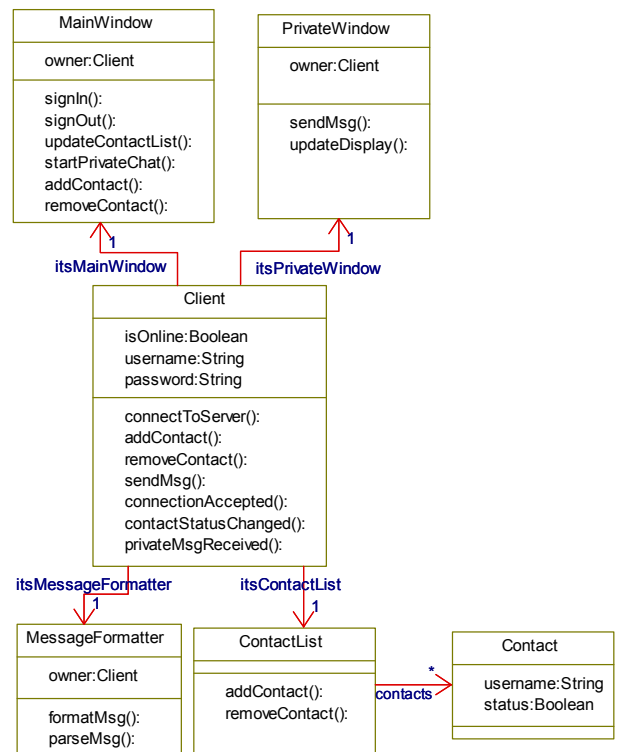 MainWindow
owner:Client
signIn():
signOut():
updateContactList():
startPrivateChat():
addContact():
removeContact():
PrivateWindow
owner:Client
sendMsg():
updateDisplay():
1
itsMainWindow
1
itsPrivateWindow
Client
isOnline:Boolean
username:String
password:String
connectToServer():
addContact():
removeContact():
sendMsg():
connectionAccepted():
contactStatusChanged():
privateMsgReceived():
itsMessageFormatter
1
itsContactList
1
MessageFormatter
owner:Client
formatMsg():
parseMsg():
ContactList
addContact():
removeContact():
*
contacts
Contact
username:String
status:Boolean